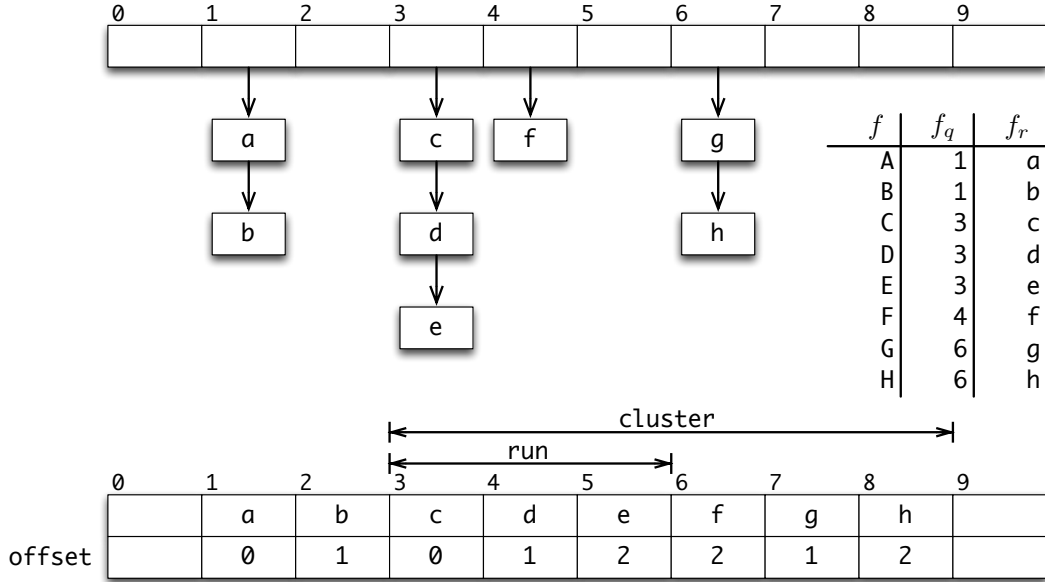 0 1 2 3 4 5 6 7 8 9
a c f g
b d h
e
f f_q f_r
A 1 a
B 1 b
C 3 c
D 3 d
E 3 e
F 4 f
G 6 g
H 6 h
cluster
run
0 1 2 3 4 5 6 7 8 9
a b c d e f g h
offset 0 1 0 1 2 2 1 2